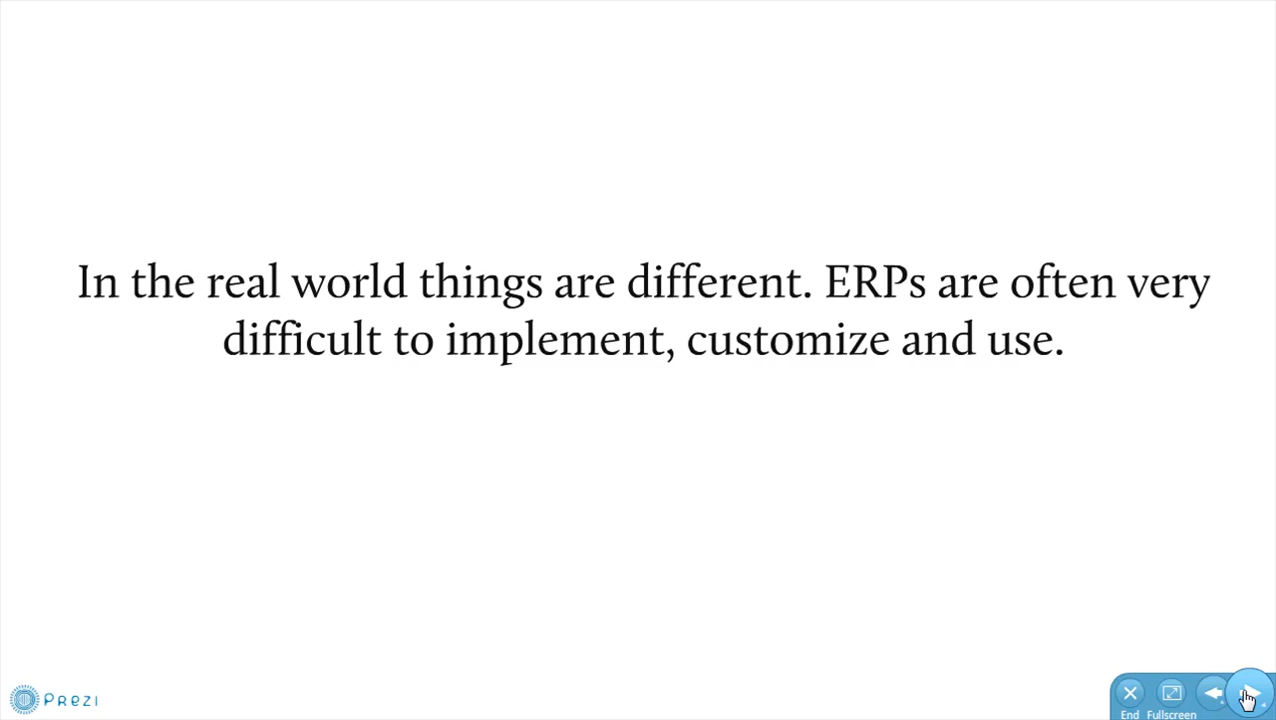 In the real world things are different. ERPs are often very
difficult to implement, customize and use.
PREZI
End Fullscreen